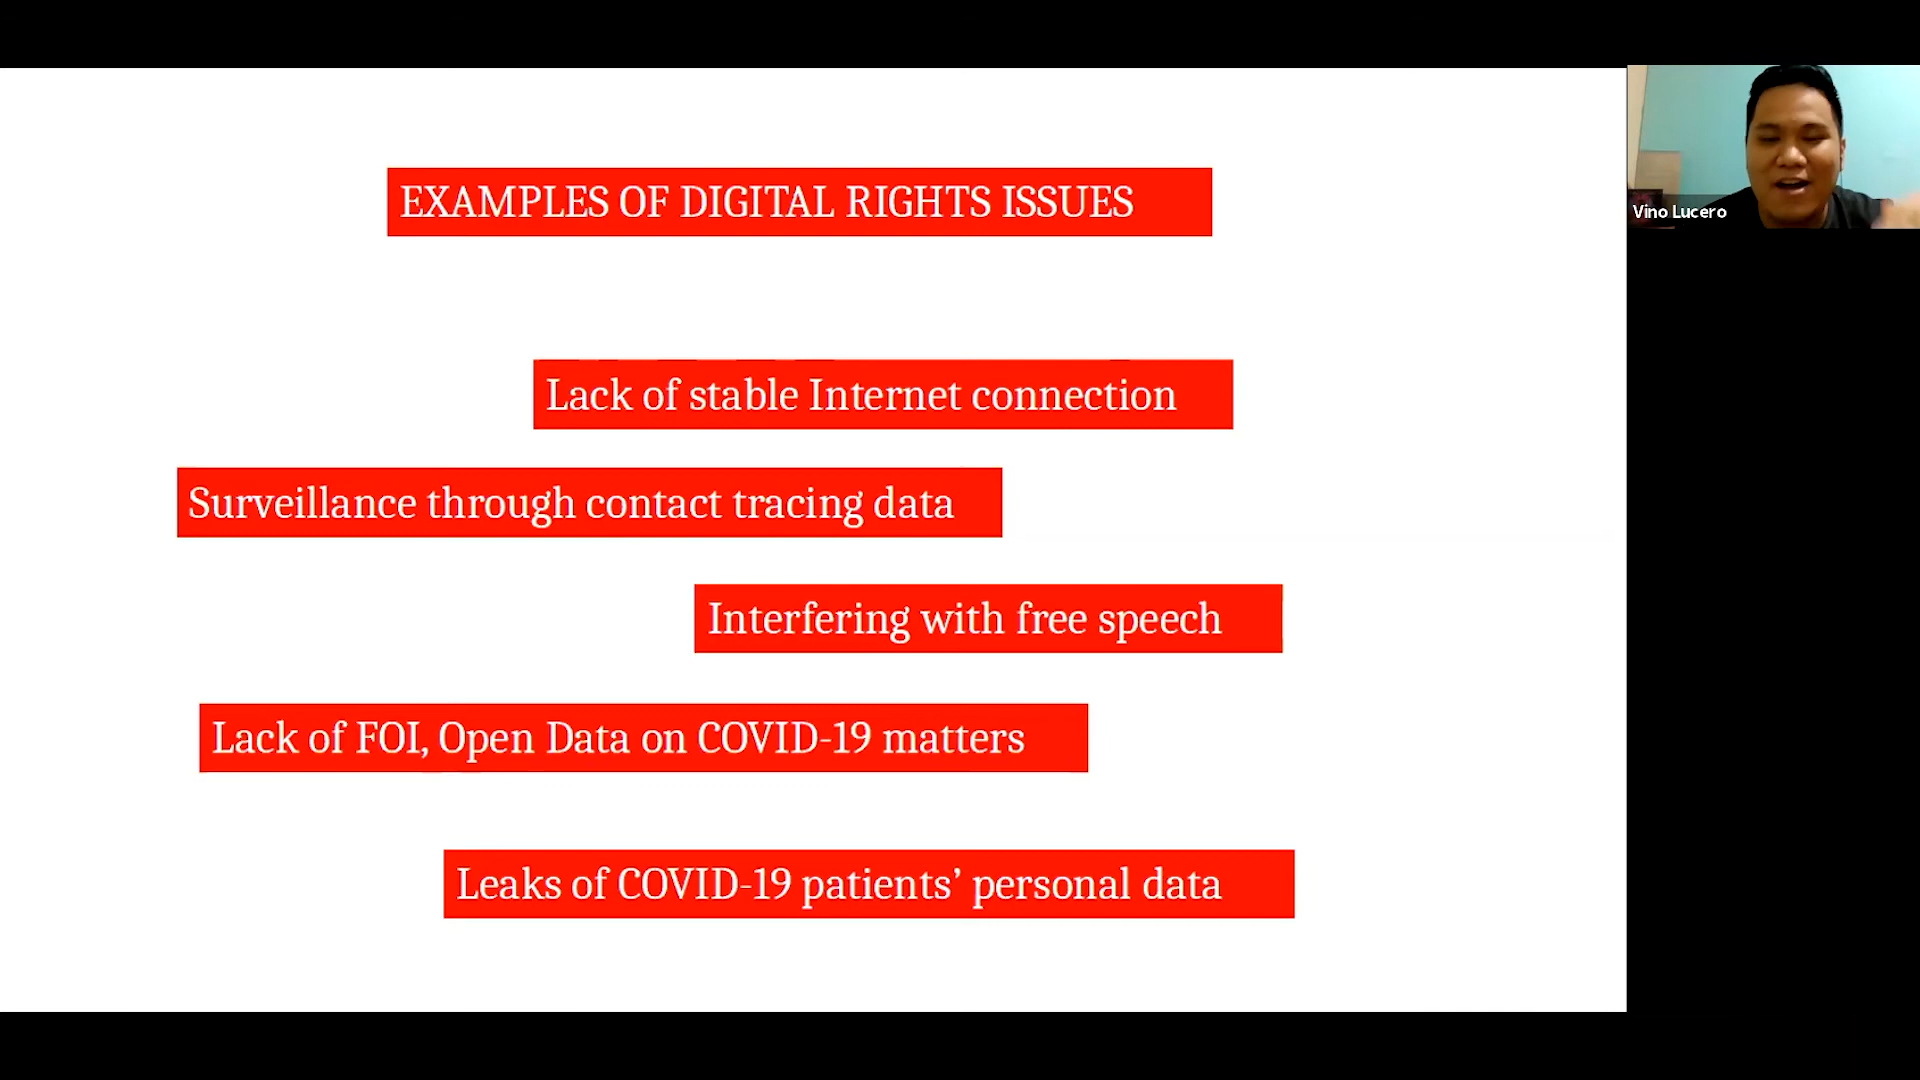 EXAMPLES OF DIGITAL RIGHTS ISSUES
Vino Lucero
Lack of stable Internet connection
Surveillance through contact tracing data
Interfering with free speech
Lack of FOI, Open Data on COVID-19 matters
Leaks of COVID-19 patients’ personal data